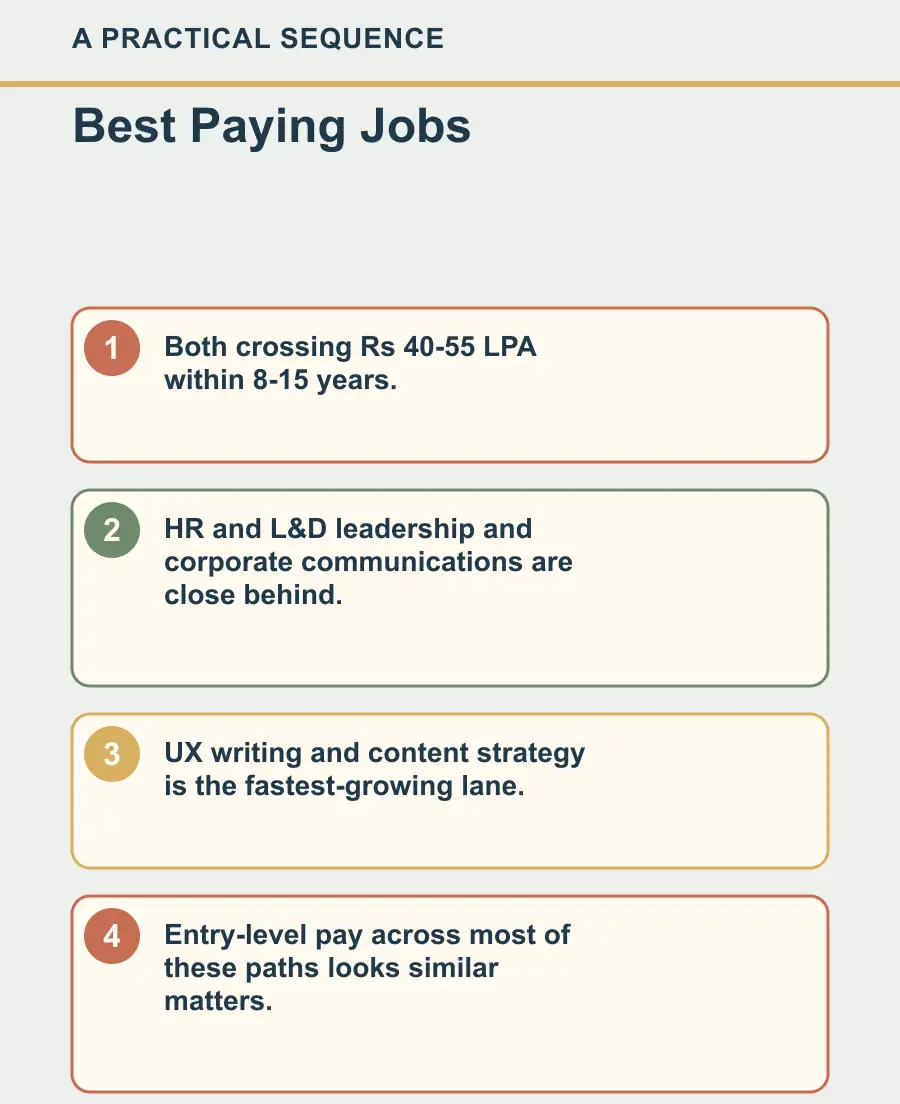 A PRACTICAL SEQUENCE
Best Paying Jobs
1
Both crossing Rs 40-55 LPA
within 8-15 years.
2
HR and L&D leadership and
corporate communications are
close behind.
3
UX writing and content strategy
is the fastest-growing lane.
4
Entry-level pay across most of
these paths looks similar
matters.